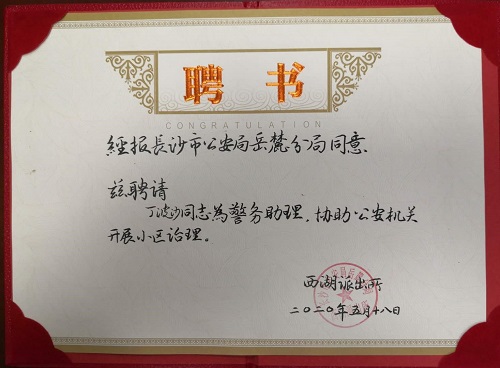 聘书
CONGRATULATION
經报長沙市公安局岳麓分局同意.
兹聘请
丁波沙同志為警务助理，协助公安机关
开展小区治理。
西湖派出所
二〇二〇年五月十八日